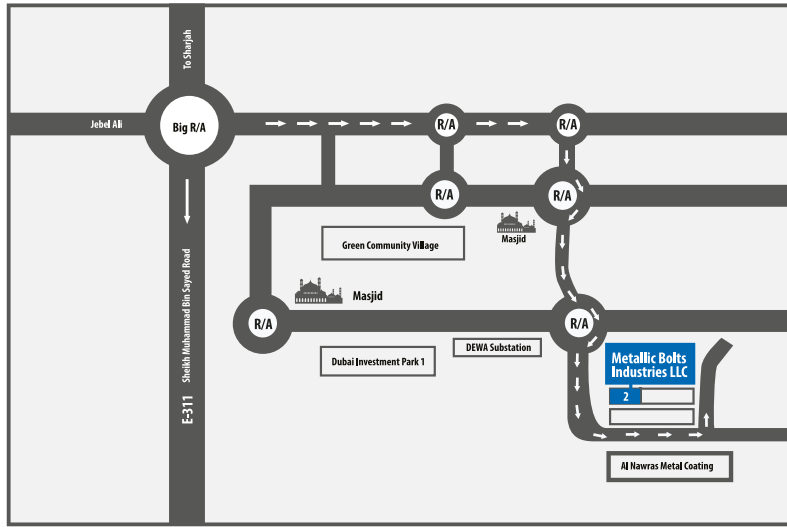 To Sharjah
Jebel Ali
Big R/A
R/A
R/A
R/A
R/A
Masjid
Green Community Village
Masjid
R/A
R/A
Sheikh Muhammad Bin Sayed Road
E-311
Dubai Investment Park 1
DEWA Substation
Metallic Bolts
Industries LLC
2
Al Nawras Metal Coating